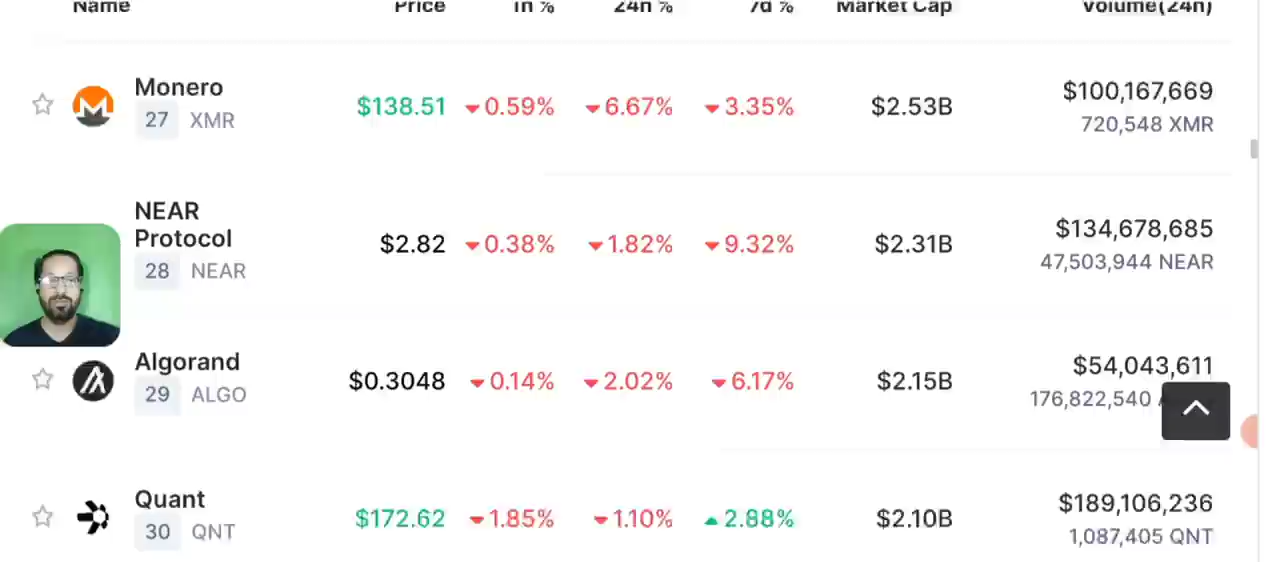 Name Price 1h % 24h % 7d % Market Cap Volume(24h)
Monero
27 XMR
$138.51 0.59% 6.67% 3.35% $2.53B
$100,167,669
720,548 XMR
NEAR
Protocol
28 NEAR
$2.82 0.38% 1.82% 9.32% $2.31B
$134,678,685
47,503,944 NEAR
Algorand
29 ALGO
$0.3048 0.14% 2.02% 6.17% $2.15B
$54,043,611
176,822,540
Quant
30 QNT
$172.62 1.85% 1.10% 2.88% $2.10B
$189,106,236
1,087,405 QNT